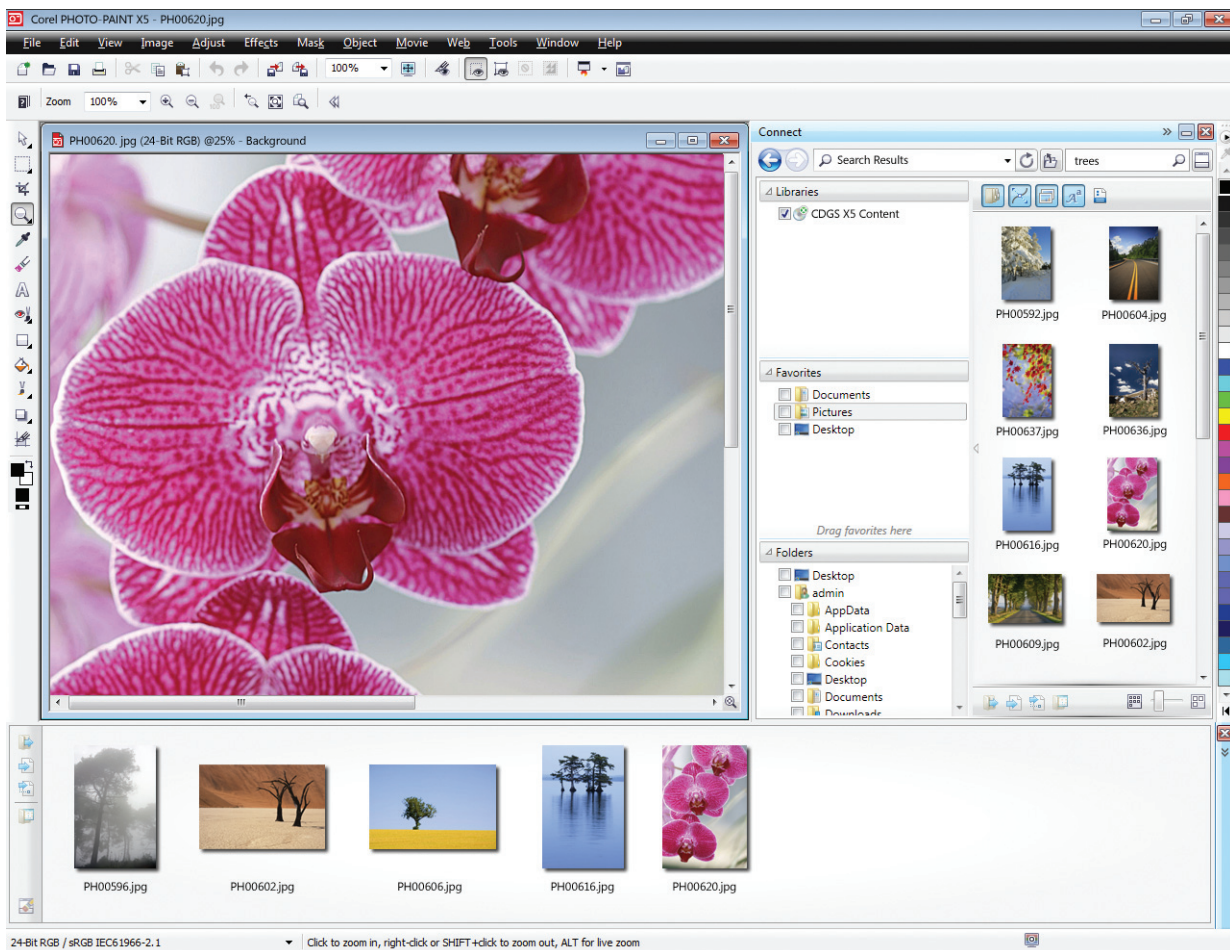 Corel PHOTO-PAINT X5 - PH00620.jpg
File Edit View Image Adjust Effects Mask Object Movie Web Tools Window Help
100%
Zoom 100%
PH00620. jpg (24-Bit RGB) @25% - Background
Connect
Search Results
trees
Libraries
CDGS X5 Content
PH00592.jpg PH00604.jpg
Favorites
Documents
Pictures
Desktop
PH00637.jpg PH00636.jpg
Drag favorites here
PH00616.jpg PH00620.jpg
Folders
Desktop
admin
AppData
Application Data
Contacts
Cookies
Desktop
Documents
Downloads
PH00609.jpg PH00602.jpg
PH00596.jpg PH00602.jpg PH00606.jpg PH00616.jpg PH00620.jpg
24-Bit RGB / sRGB IEC61966-2.1 Click to zoom in, right-click or SHIFT+click to zoom out, ALT for live zoom